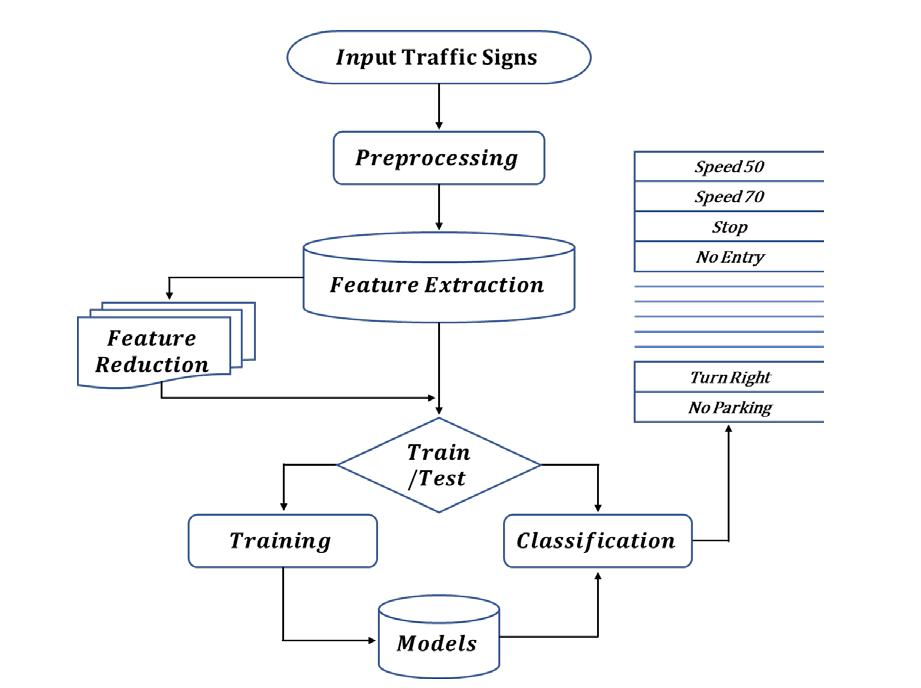 Input Traffic Signs
Preprocessing
Feature Extraction
Feature
Reduction
Train
/Test
Training
Classification
Models
Speed 50
Speed 70
Stop
No Entry
Turn Right
No Parking